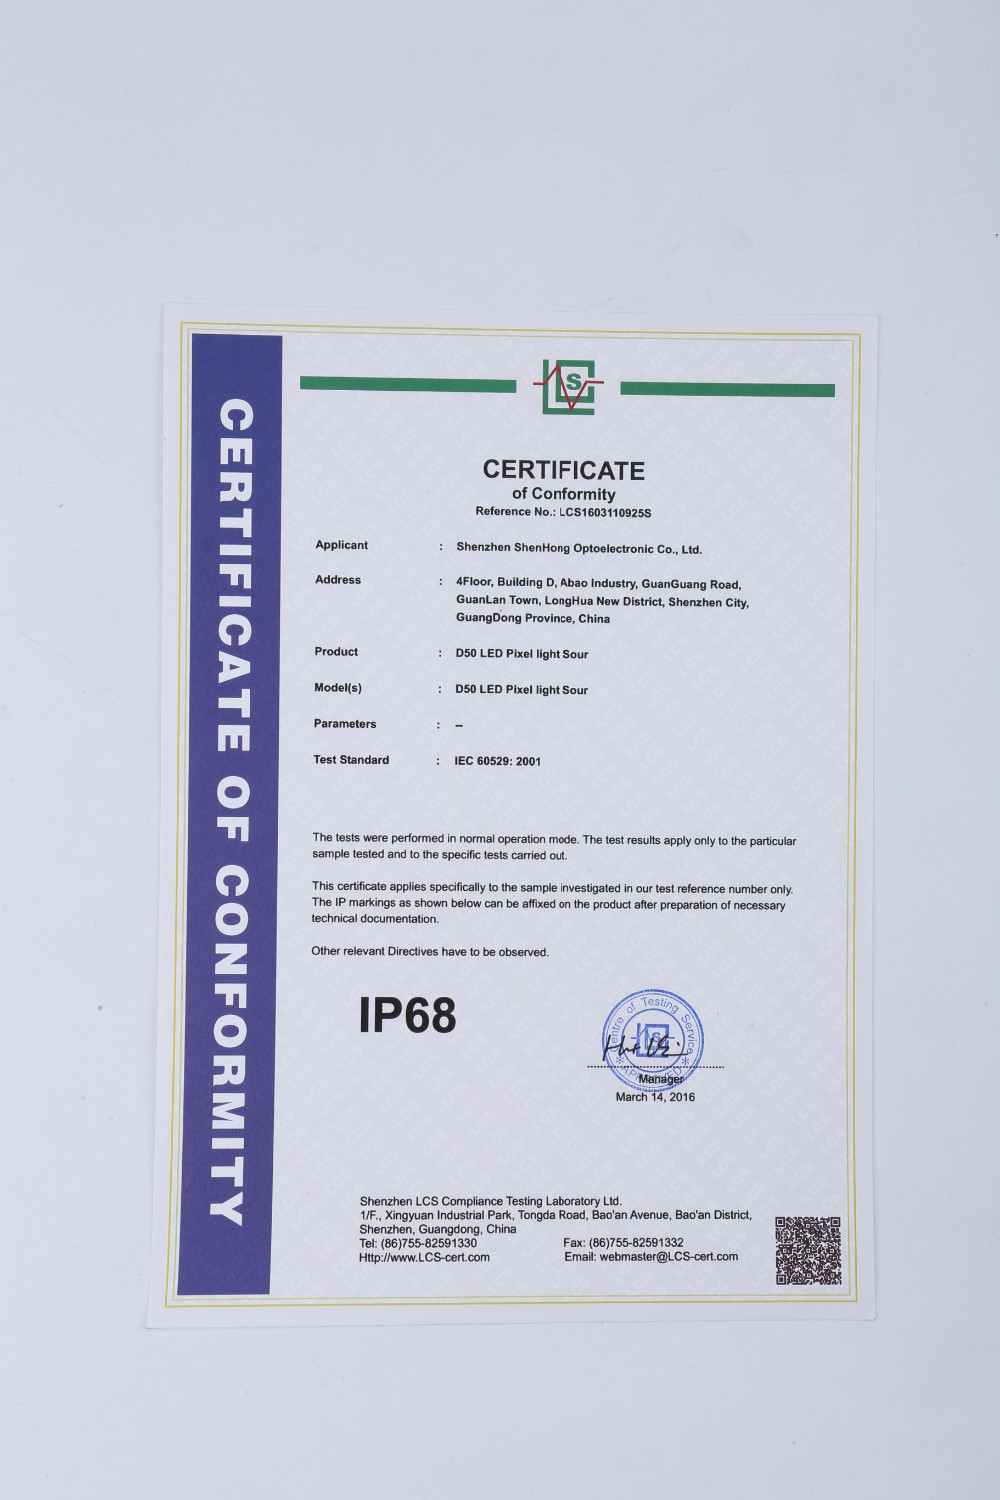 CERTIFICATE OF CONFORMITY
LCS
CERTIFICATE
of Conformity
Reference No.: LCS1603110925S
Applicant : Shenzhen ShenHong Optoelectronic Co., Ltd.
Address : 4Floor, Building D, Abao Industry, GuanGuang Road,
GuanLan Town, LongHua New District, Shenzhen City,
GuangDong Province, China
Product : D50 LED Pixel light Sour
Model(s) : D50 LED Pixel light Sour
Parameters : --
Test Standard : IEC 60529: 2001
The tests were performed in normal operation mode. The test results apply only to the particular
sample tested and to the specific tests carried out.
This certificate applies specifically to the sample investigated in our test reference number only.
The IP markings as shown below can be affixed on the product after preparation of necessary
technical documentation.
Other relevant Directives have to be observed.
IP68
Centre of Testing Service
APPROVED
Manager
March 14, 2016
Shenzhen LCS Compliance Testing Laboratory Ltd.
1/F., Xingyuan Industrial Park, Tongda Road, Bao'an Avenue, Bao'an District,
Shenzhen, Guangdong, China
Tel: (86)755-82591330 Fax: (86)755-82591332
Http://www.LCS-cert.com Email: webmaster@LCS-cert.com